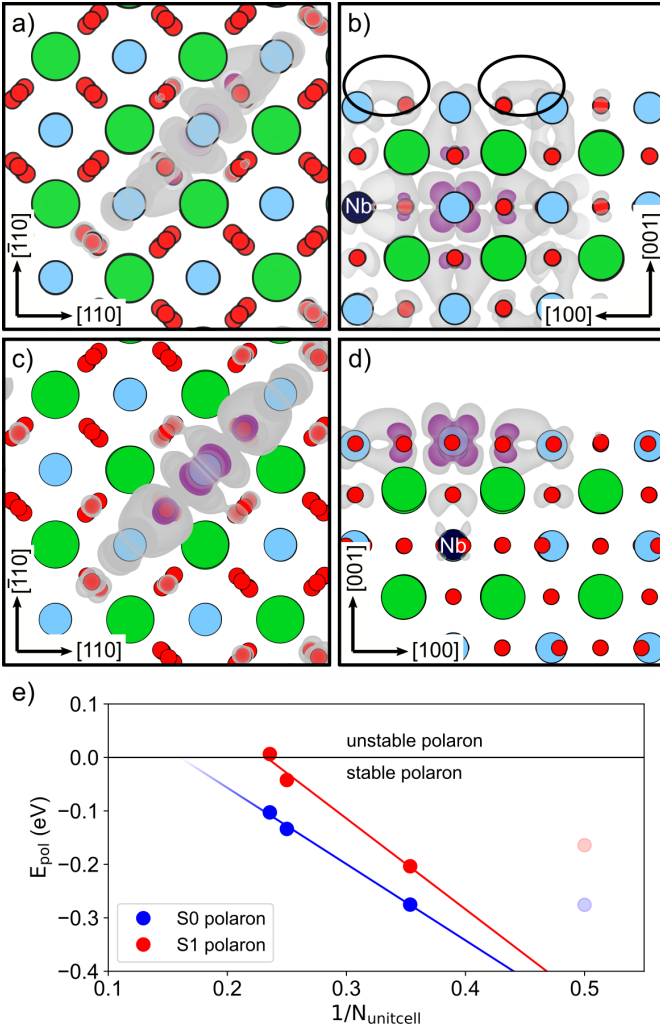 a)
[1̄10]
[110]
b)
Nb
[001]
[100]
c)
[1̄10]
[110]
d)
Nb
[001]
[100]
e)
0.1
0.0
−0.1
−0.2
−0.3
−0.4
E_pol (eV)
unstable polaron
stable polaron
S0 polaron
S1 polaron
0.1 0.2 0.3 0.4 0.5
1/N_unitcell